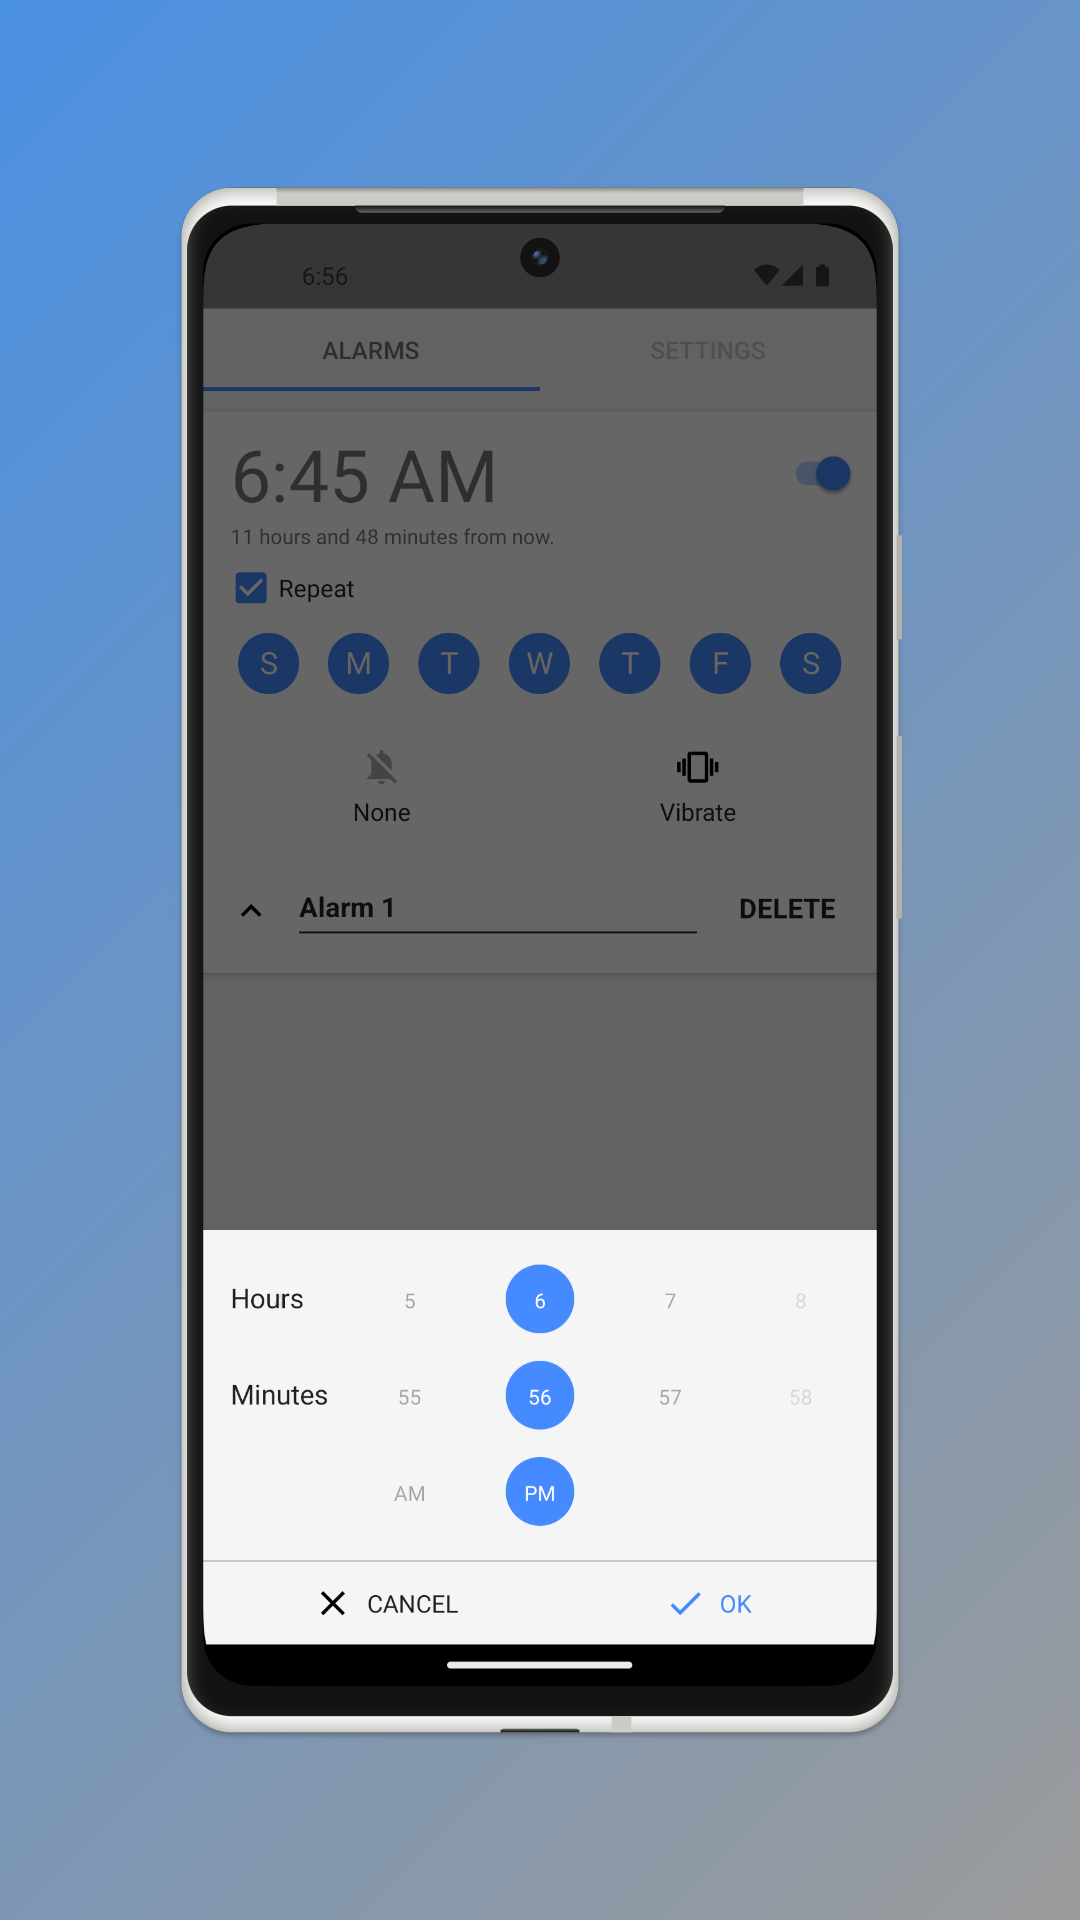 6:56
ALARMS SETTINGS
6:45 AM
11 hours and 48 minutes from now.
Repeat
S M T W T F S
None Vibrate
Alarm 1 DELETE
Hours 5 6 7 8
Minutes 55 56 57 58
AM PM
CANCEL OK